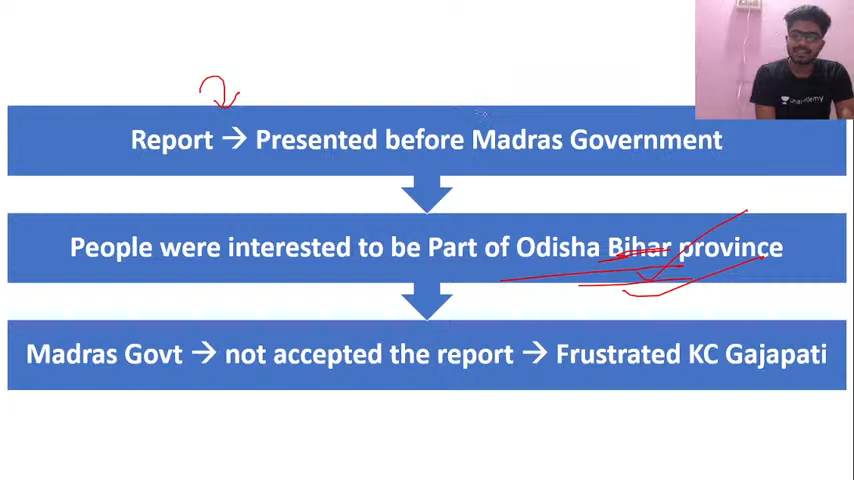 unacademy
Report → Presented before Madras Government
People were interested to be Part of Odisha Bihar province
Madras Govt → not accepted the report → Frustrated KC Gajapati